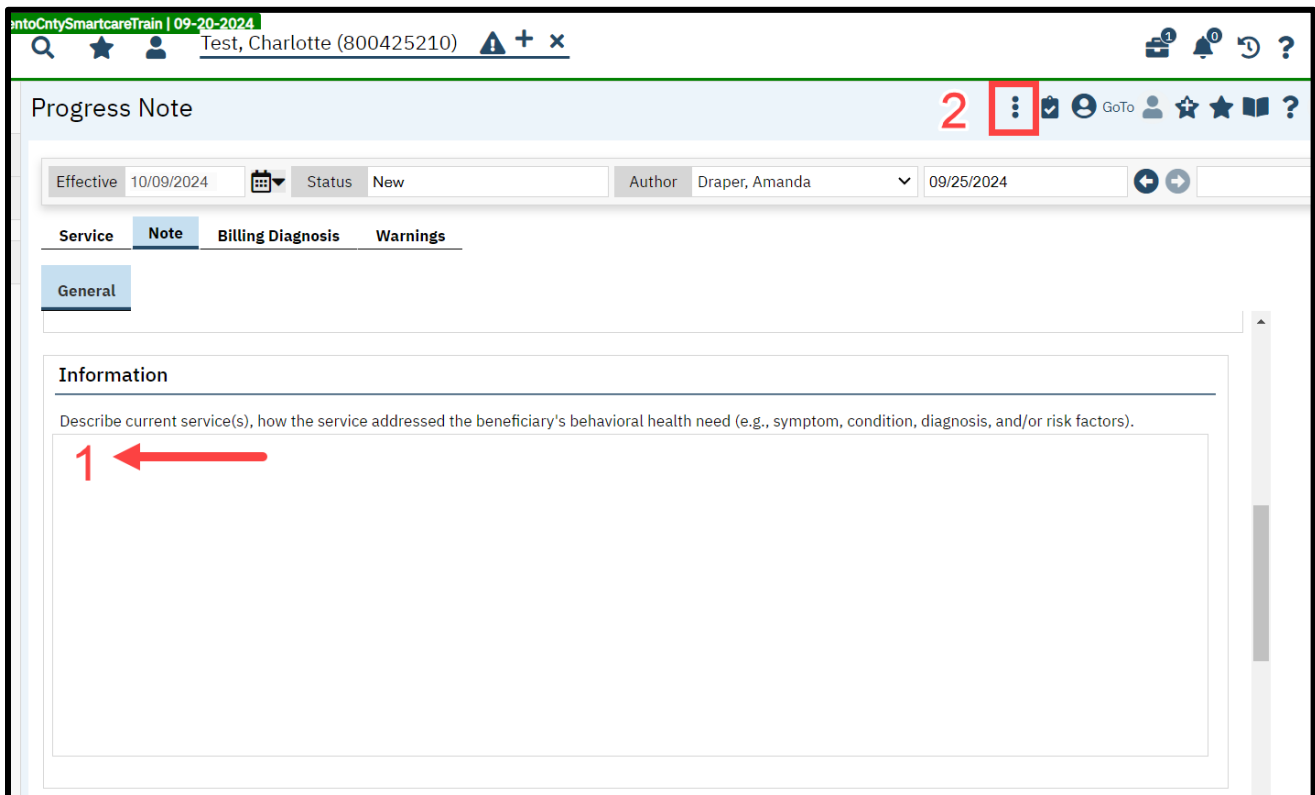 entoCntySmartcareTrain | 09-20-2024
Test, Charlotte (800425210)
1
0
?
Progress Note
2
GoTo
?
Effective 10/09/2024 Status New Author Draper, Amanda 09/25/2024
Service Note Billing Diagnosis Warnings
General
Information
Describe current service(s), how the service addressed the beneficiary's behavioral health need (e.g., symptom, condition, diagnosis, and/or risk factors).
1